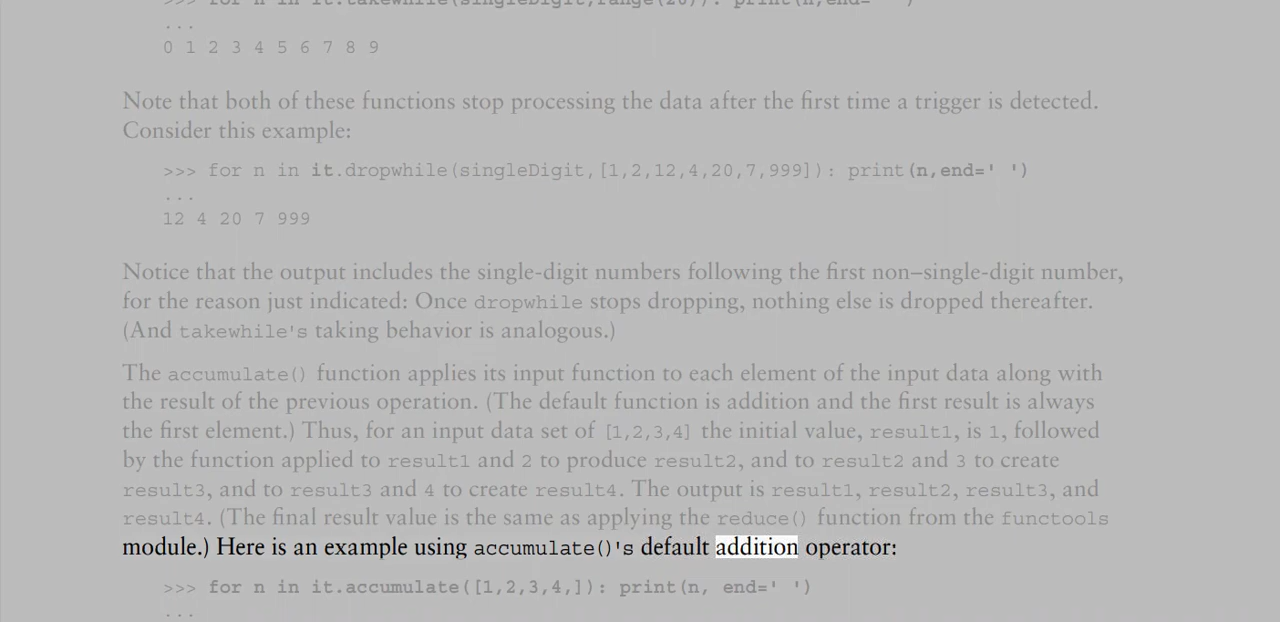 >>> for n in it.takewhile(singleDigit,range(20)): print(n,end=' ')
...
0 1 2 3 4 5 6 7 8 9
Note that both of these functions stop processing the data after the first time a trigger is detected.
Consider this example:
>>> for n in it.dropwhile(singleDigit,[1,2,12,4,20,7,999]): print(n,end=' ')
...
12 4 20 7 999
Notice that the output includes the single-digit numbers following the first non–single-digit number,
for the reason just indicated: Once dropwhile stops dropping, nothing else is dropped thereafter.
(And takewhile's taking behavior is analogous.)
The accumulate() function applies its input function to each element of the input data along with
the result of the previous operation. (The default function is addition and the first result is always
the first element.) Thus, for an input data set of [1,2,3,4] the initial value, result1, is 1, followed
by the function applied to result1 and 2 to produce result2, and to result2 and 3 to create
result3, and to result3 and 4 to create result4. The output is result1, result2, result3, and
result4. (The final result value is the same as applying the reduce() function from the functools
module.) Here is an example using accumulate()'s default addition operator:
>>> for n in it.accumulate([1,2,3,4,]): print(n, end=' ')
...